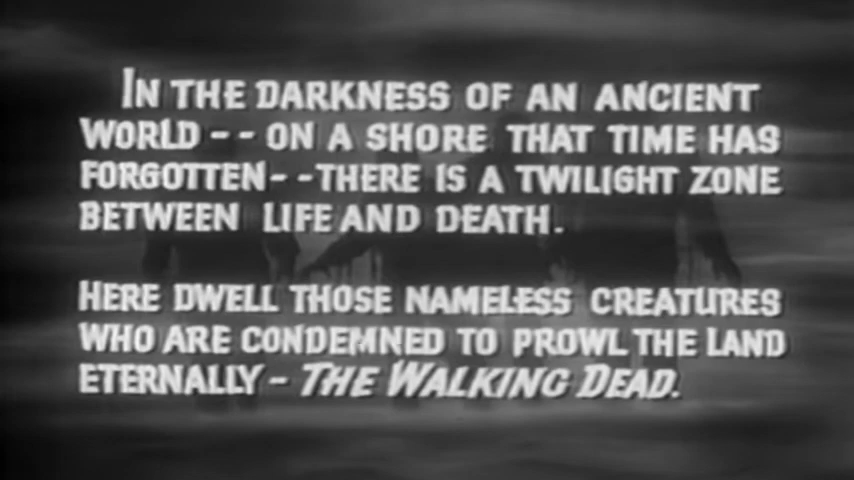 IN THE DARKNESS OF AN ANCIENT
WORLD -- ON A SHORE THAT TIME HAS
FORGOTTEN -- THERE IS A TWILIGHT ZONE
BETWEEN LIFE AND DEATH.
HERE DWELL THOSE NAMELESS CREATURES
WHO ARE CONDEMNED TO PROWL THE LAND
ETERNALLY - THE WALKING DEAD.